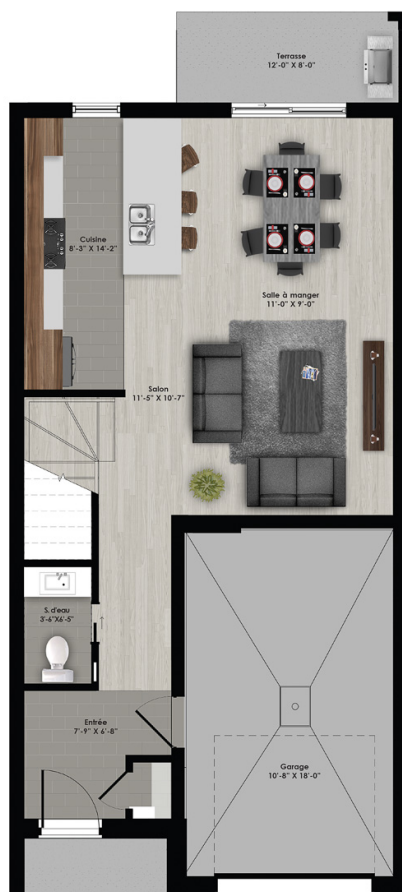 Terrasse
12'-0" X 8'-0"
Cuisine
8'-3" X 14'-2"
Salle à manger
11'-0" X 9'-0"
Salon
11'-5" X 10'-7"
S. d'eau
3'-6"X6'-5"
Entrée
7'-9" X 6'-8"
Garage
10'-8" X 18'-0"